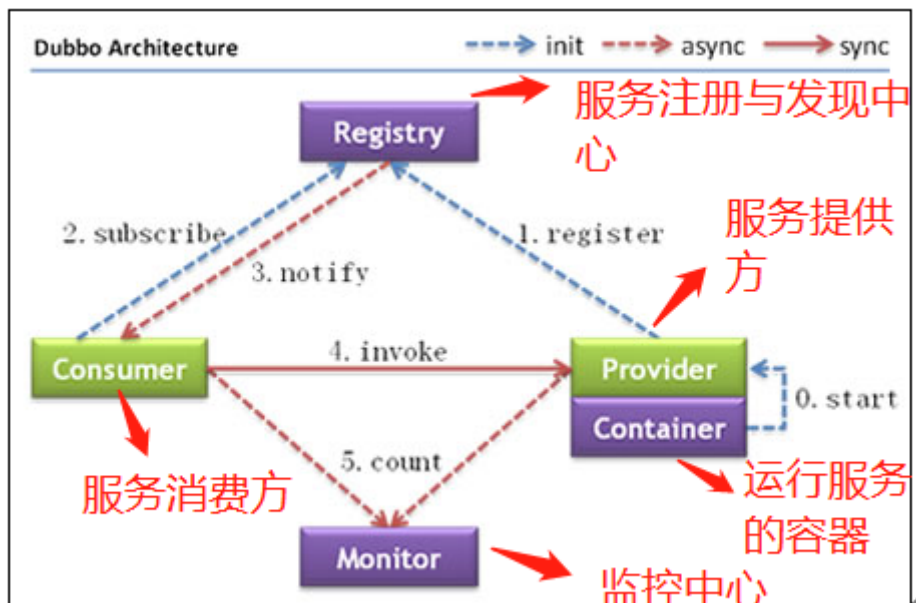 Dubbo Architecture
init
async
sync
Registry
服务注册与发现中
心
2. subscribe
1. register
服务提供
方
3. notify
Consumer
4. invoke
Provider
0. start
Container
服务消费方
5. count
运行服务
的容器
Monitor
监控中心